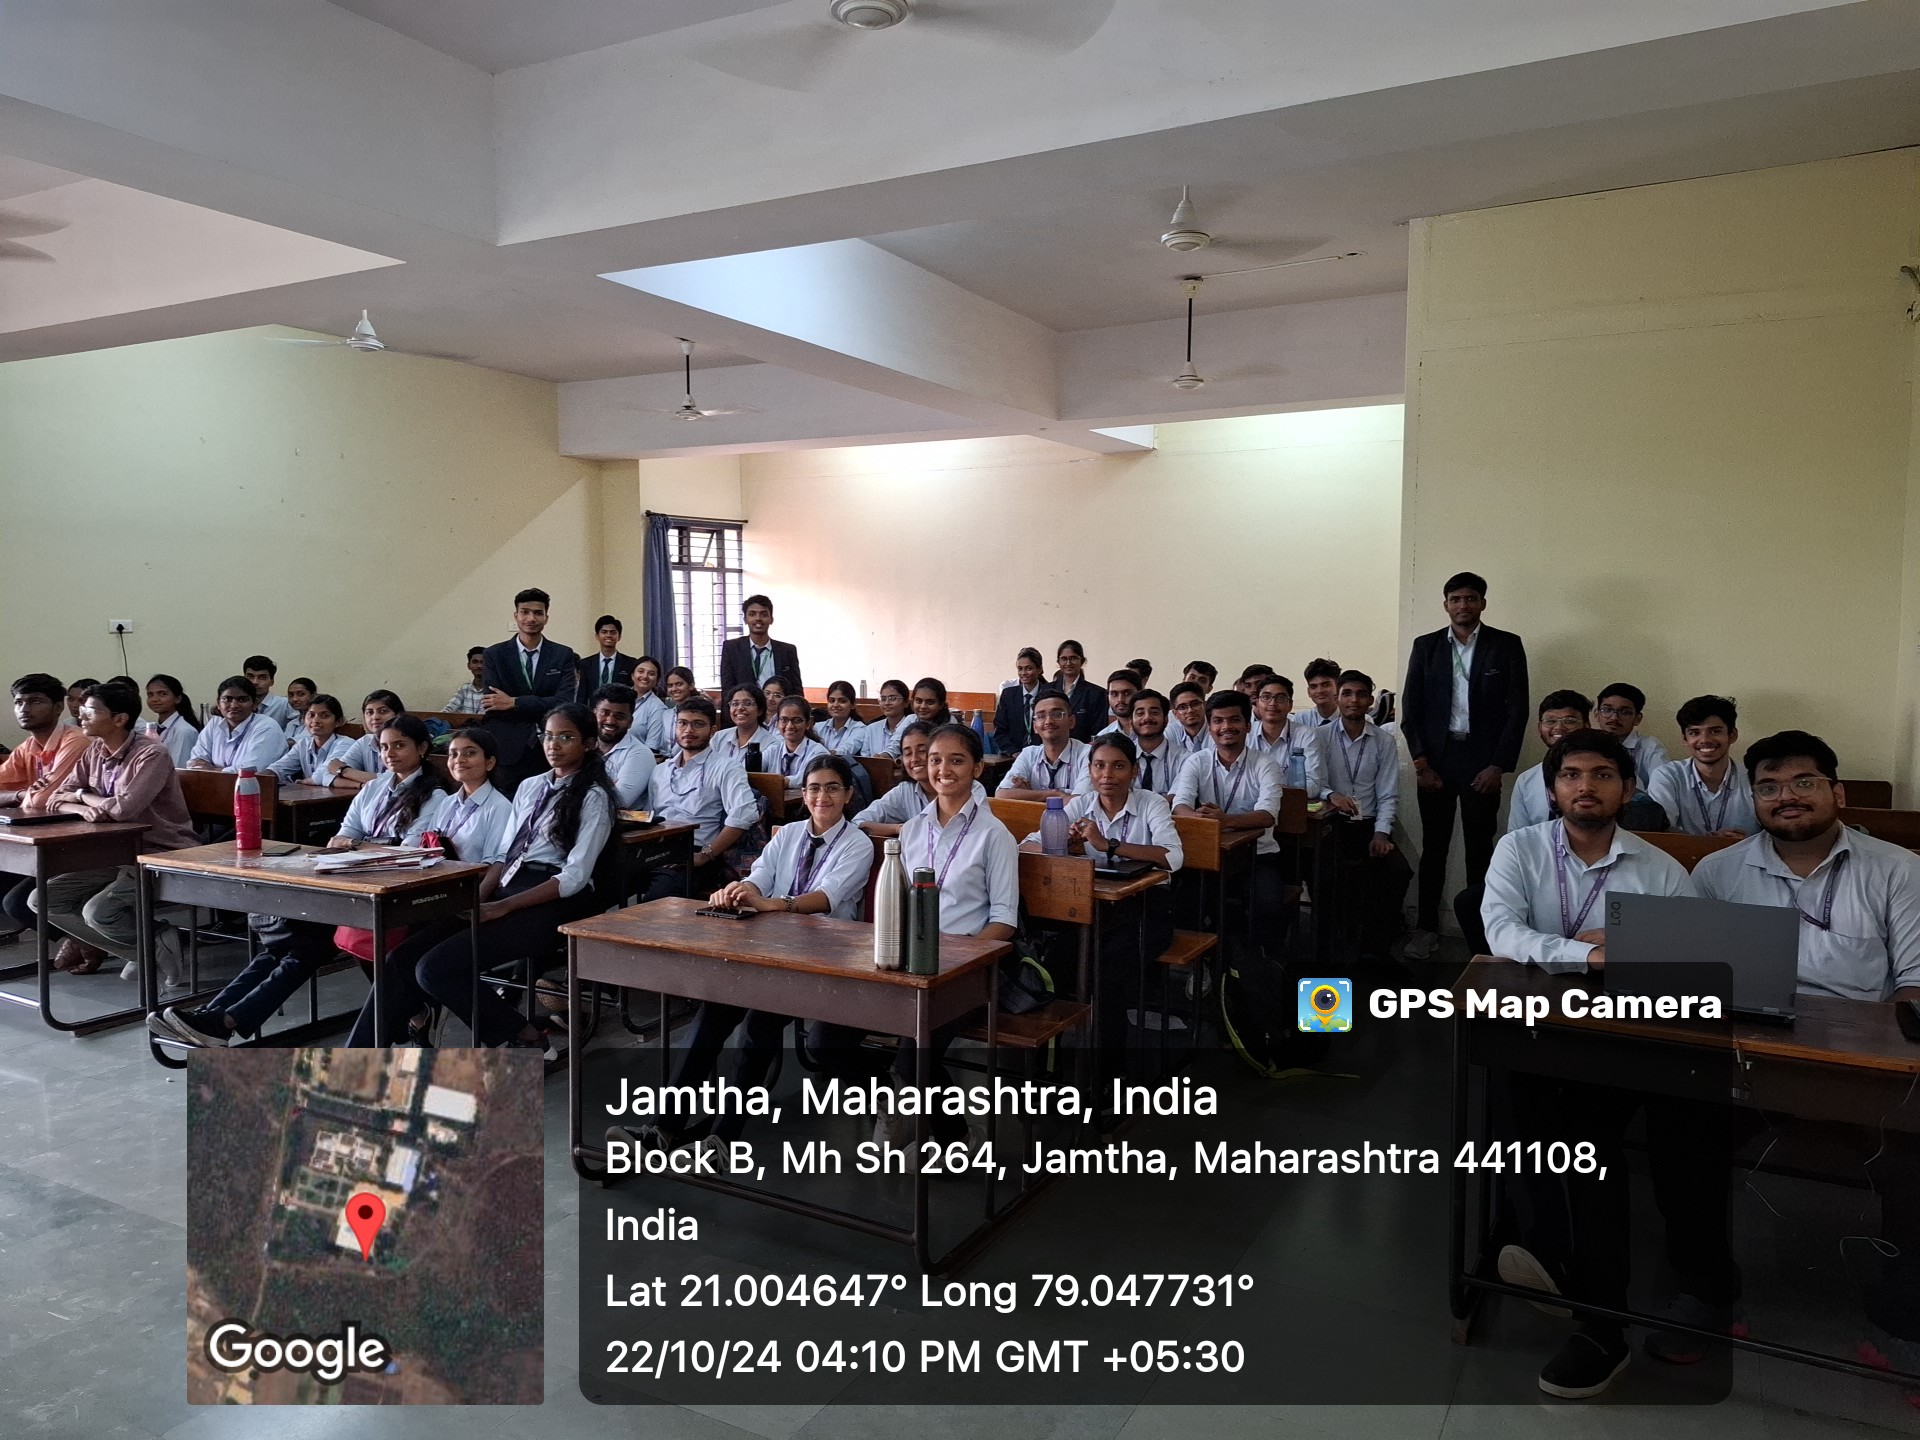 LOQ
GPS Map Camera
Jamtha, Maharashtra, India
Block B, Mh Sh 264, Jamtha, Maharashtra 441108,
India
Lat 21.004647° Long 79.047731°
22/10/24 04:10 PM GMT +05:30
Google